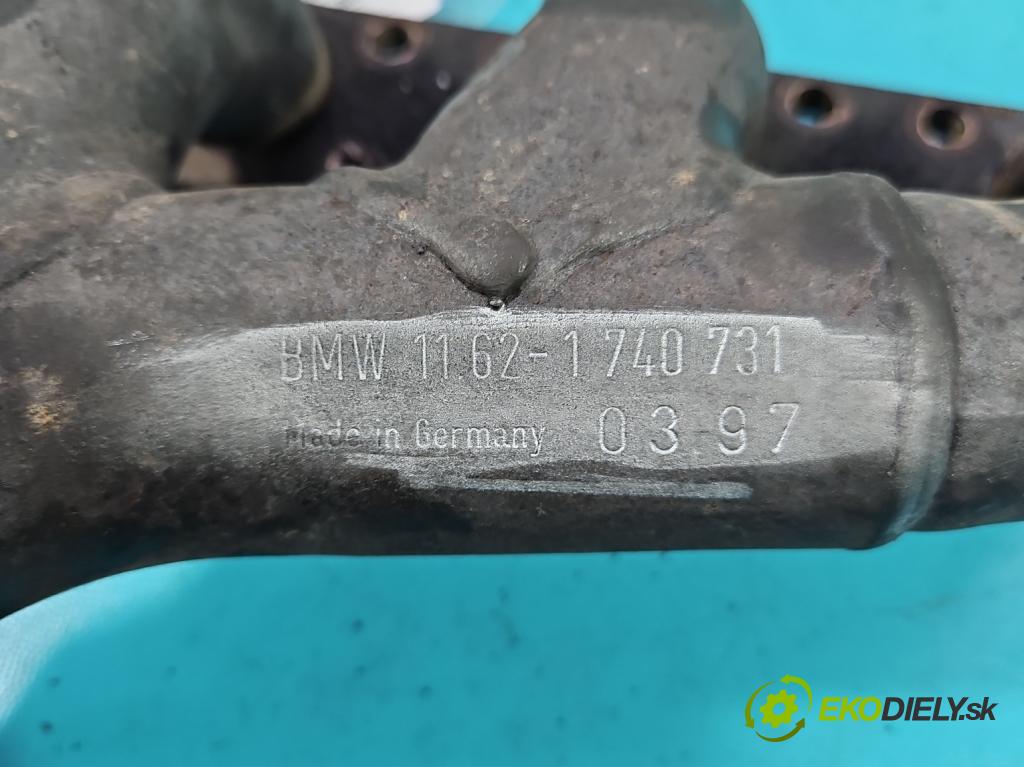 BMW 11.62-1 740 731
Made in Germany 03.97
EKODIELY.sk